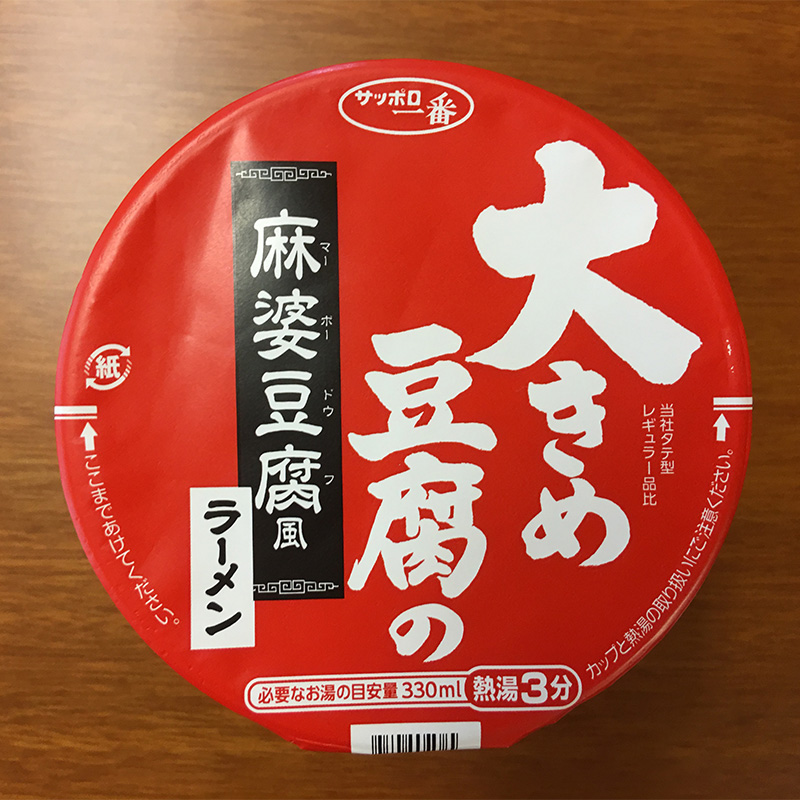 サッポロ一番
大きめ
豆腐の
当社タテ型
レギュラー品比
麻婆豆腐風
マーボードウフ
ラーメン
紙
ここまであけてください。
カップと熱湯の取り扱いにご注意ください。
必要なお湯の目安量330ml
熱湯3分